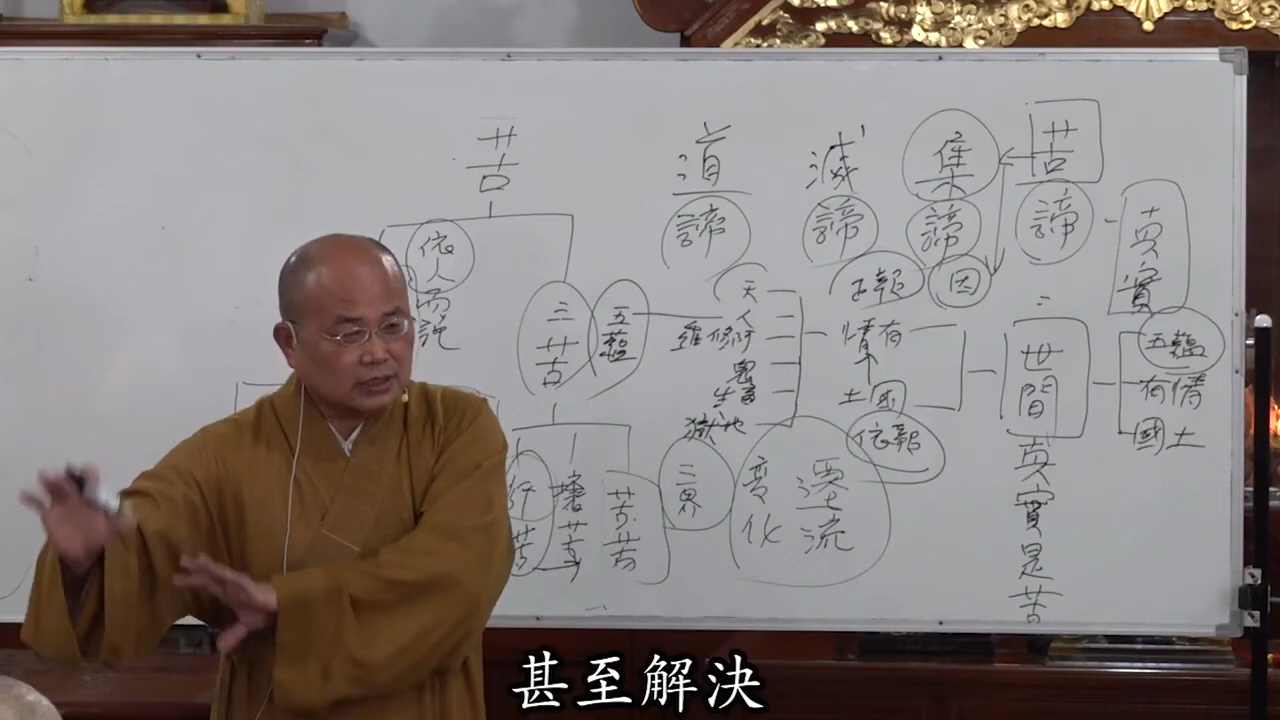 苦諦
集諦
滅諦
道諦
真實
因
正報
依報
二世間真實是苦
五蘊
有情
國土
有情
國土
天
人
修羅
鬼
畜生
地獄
遷流
變化
三界
苦
依人而說
三苦
五蘊
苦苦
壞苦
行苦
甚至解決